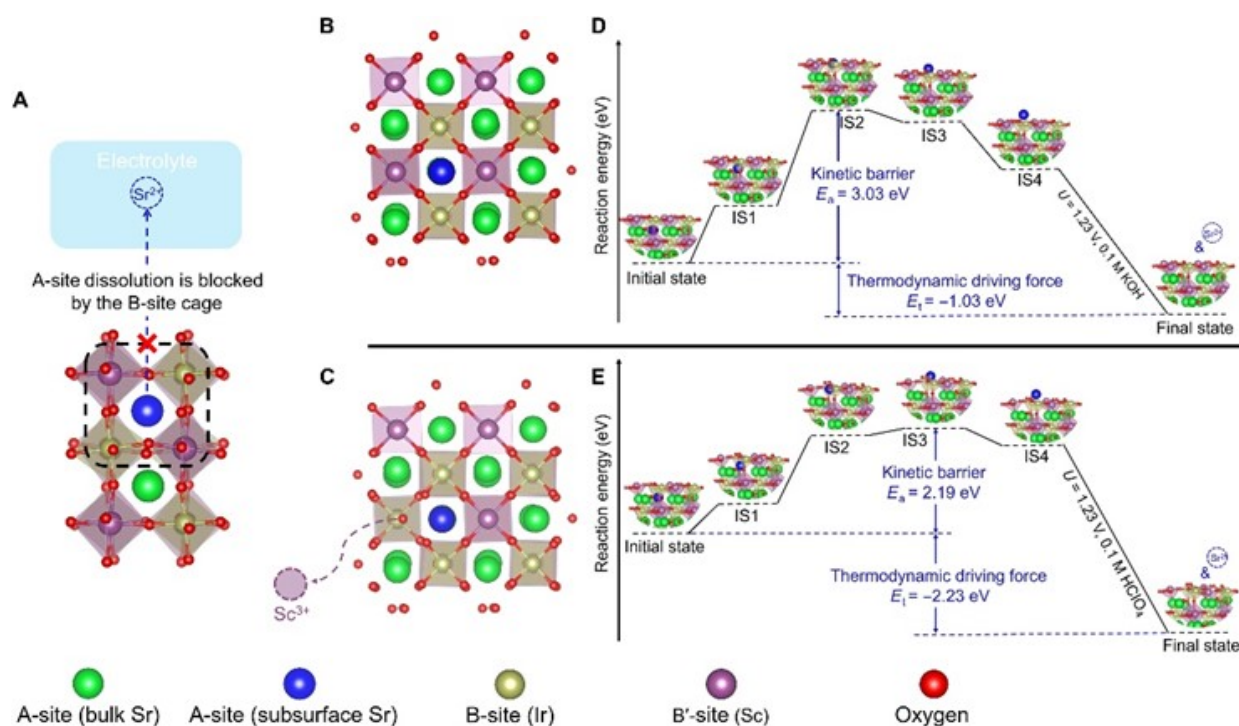 A
Electrolyte
Sr²⁺
A-site dissolution is blocked
by the B-site cage
B
C
Sc³⁺
D
Reaction energy (eV)
Initial state
IS1
IS2
IS3
IS4
Kinetic barrier
Eₐ = 3.03 eV
Thermodynamic driving force
Eₜ = −1.03 eV
U = 1.23 V, 0.1 M KOH
&
Final state
E
Reaction energy (eV)
Initial state
IS1
IS2
IS3
IS4
Kinetic barrier
Eₐ = 2.19 eV
Thermodynamic driving force
Eₜ = −2.23 eV
U = 1.23 V, 0.1 M HClO₄
&
Final state
A-site (bulk Sr)
A-site (subsurface Sr)
B-site (Ir)
B′-site (Sc)
Oxygen